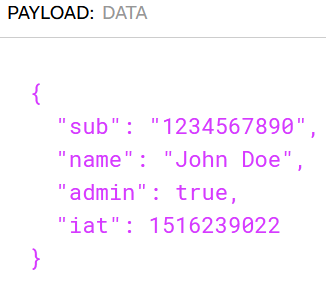 PAYLOAD: DATA
{
  "sub": "1234567890",
  "name": "John Doe",
  "admin": true,
  "iat": 1516239022
}